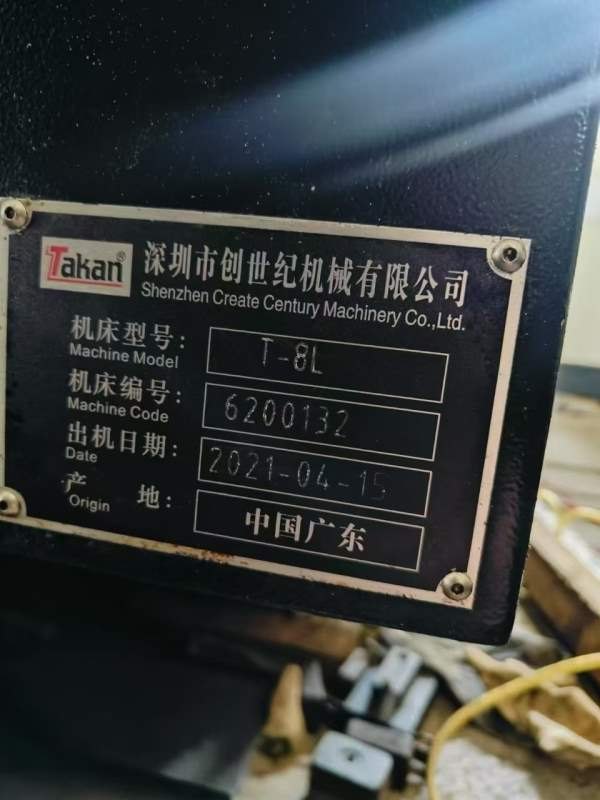 Takan® 深圳市创世纪机械有限公司
Shenzhen Create Century Machinery Co.,Ltd.
机床型号: T-8L
Machine Model
机床编号: 6200132
Machine Code
出机日期: 2021-04-15
Date
产 地: 中国广东
Origin